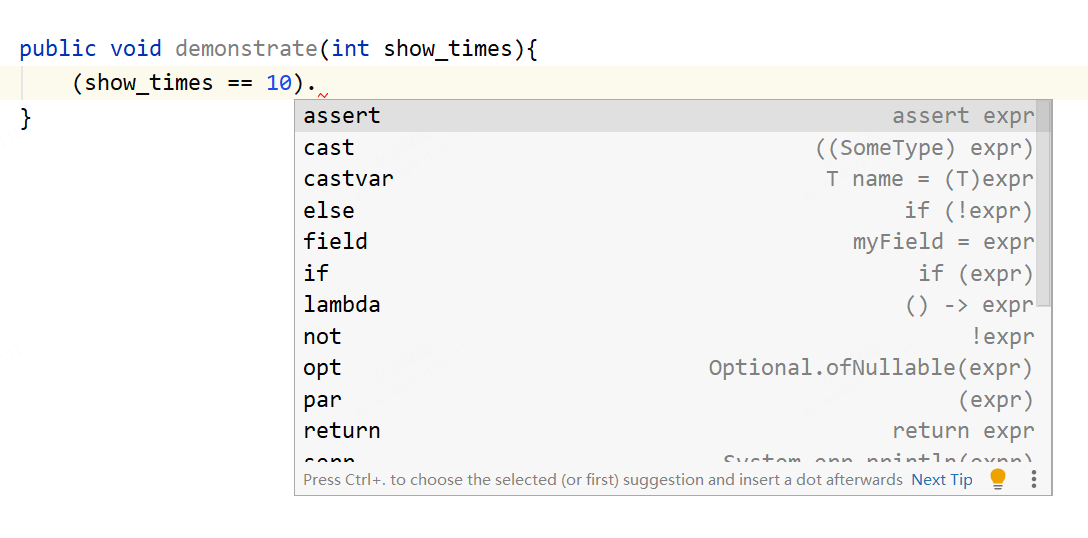 public void demonstrate(int show_times){
(show_times == 10).
}
assert assert expr
cast ((SomeType) expr)
castvar T name = (T)expr
else if (!expr)
field myField = expr
if if (expr)
lambda () -> expr
not !expr
opt Optional.ofNullable(expr)
par (expr)
return return expr
Press Ctrl+. to choose the selected (or first) suggestion and insert a dot afterwards Next Tip